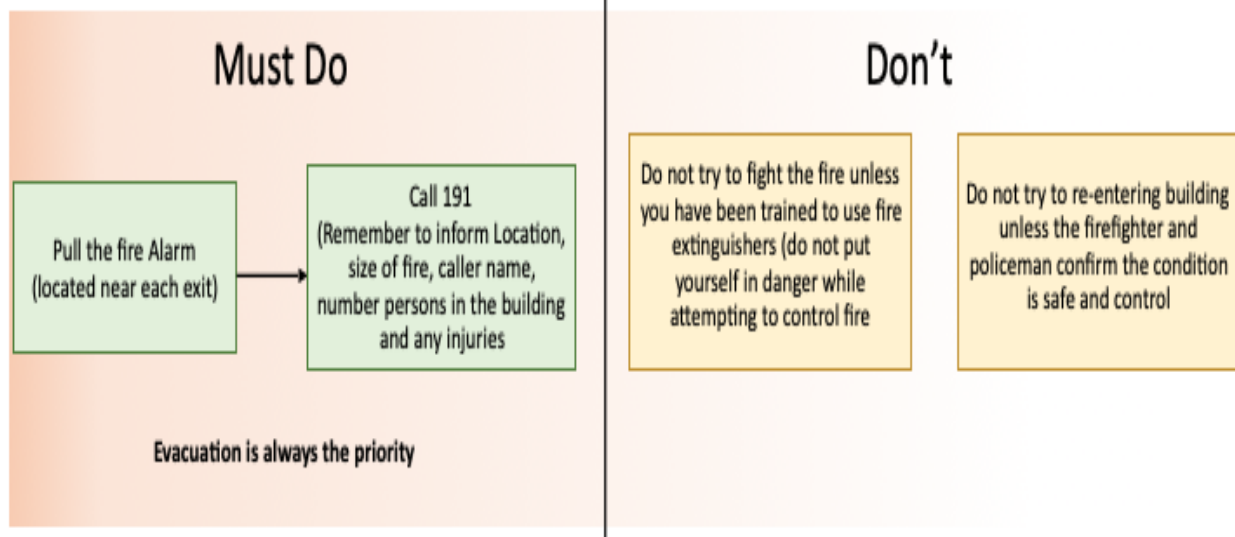 Must Do
Pull the fire Alarm
(located near each exit)
Call 191
(Remember to inform Location,
size of fire, caller name,
number persons in the building
and any injuries
Evacuation is always the priority
Don't
Do not try to fight the fire unless
you have been trained to use fire
extinguishers (do not put
yourself in danger while
attempting to control fire
Do not try to re-entering building
unless the firefighter and
policeman confirm the condition
is safe and control